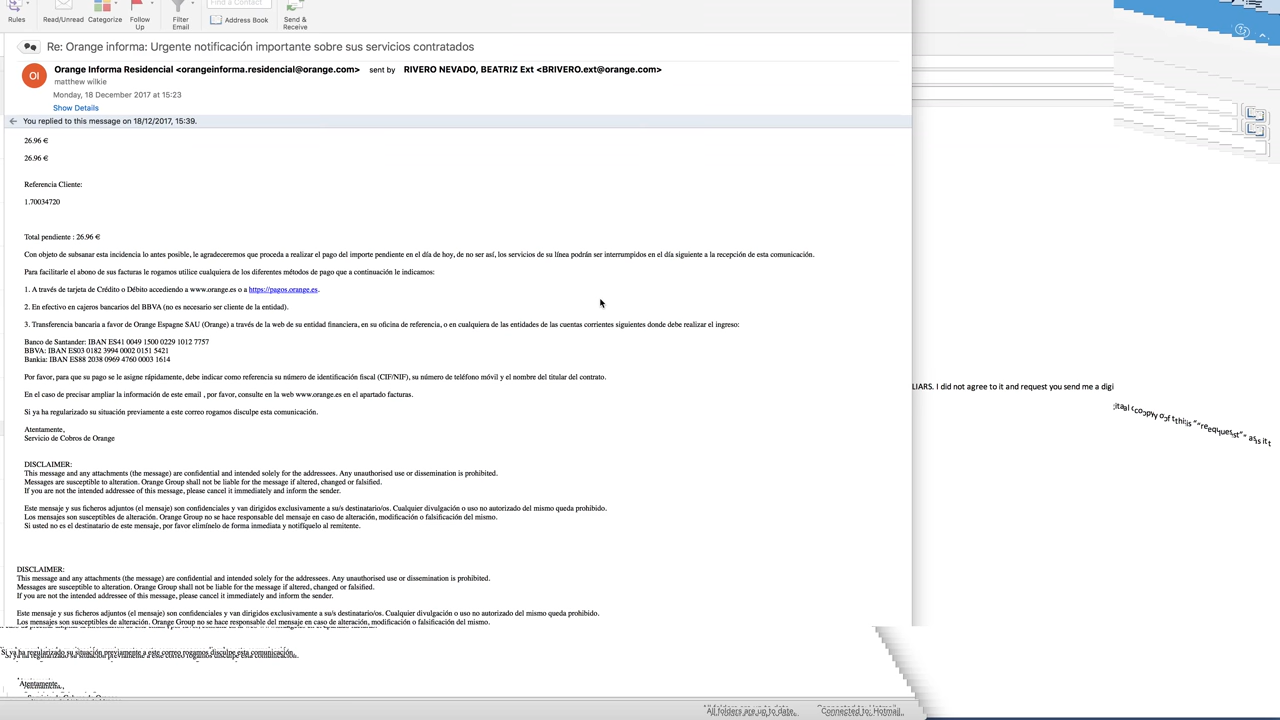 Find a Contact
Rules
Read/Unread
Categorize
Follow Up
Filter Email
Address Book
Send & Receive
Re: Orange informa: Urgente notificación importante sobre sus servicios contratados
OI
Orange Informa Residencial <orangeinforma.residencial@orange.com> sent by RIVERO NEVADO, BEATRIZ Ext <BRIVERO.ext@orange.com>
matthew wilkie
Monday, 18 December 2017 at 15:23
Show Details
You replied to this message on 18/12/2017, 15:39.
26.96 €
26.96 €
Referencia Cliente:
1.70034720
Total pendiente : 26.96 €
Con objeto de subsanar esta incidencia lo antes posible, le agradeceremos que proceda a realizar el pago del importe pendiente en el día de hoy, de no ser así, los servicios de su línea podrán ser interrumpidos en el día siguiente a la recepción de esta comunicación.
Para facilitarle el abono de sus facturas le rogamos utilice cualquiera de los diferentes métodos de pago que a continuación le indicamos:
1. A través de tarjeta de Crédito o Débito accediendo a www.orange.es o a https://pagos.orange.es.
2. En efectivo en cajeros bancarios del BBVA (no es necesario ser cliente de la entidad).
3. Transferencia bancaria a favor de Orange Espagne SAU (Orange) a través de la web de su entidad financiera, en su oficina de referencia, o en cualquiera de las entidades de las cuentas corrientes siguientes donde debe realizar el ingreso:
Banco de Santander: IBAN ES41 0049 1500 0229 1012 7757
BBVA: IBAN ES03 0182 3994 0002 0151 5421
Bankia: IBAN ES88 2038 0969 4760 0003 1614
Por favor, para que su pago se le asigne rápidamente, debe indicar como referencia su número de identificación fiscal (CIF/NIF), su número de teléfono móvil y el nombre del titular del contrato.
LIARS. I did not agree to it and request you send me a digi
ital copy of this "request" as it
En el caso de precisar ampliar la información de este email , por favor, consulte en la web www.orange.es en el apartado facturas.
Si ya ha regularizado su situación previamente a este correo rogamos disculpe esta comunicación.
Atentamente,
Servicio de Cobros de Orange
DISCLAIMER:
This message and any attachments (the message) are confidential and intended solely for the addressees. Any unauthorised use or dissemination is prohibited.
Messages are susceptible to alteration. Orange Group shall not be liable for the message if altered, changed or falsified.
If you are not the intended addressee of this message, please cancel it immediately and inform the sender.
Este mensaje y sus ficheros adjuntos (el mensaje) son confidenciales y van dirigidos exclusivamente a su/s destinatario/os. Cualquier divulgación o uso no autorizado del mismo queda prohibido.
Los mensajes son susceptibles de alteración. Orange Group no se hace responsable del mensaje en caso de alteración, modificación o falsificación del mismo.
Si usted no es el destinatario de este mensaje, por favor elimínelo de forma inmediata y notifíquelo al remitente.
DISCLAIMER:
This message and any attachments (the message) are confidential and intended solely for the addressees. Any unauthorised use or dissemination is prohibited.
Messages are susceptible to alteration. Orange Group shall not be liable for the message if altered, changed or falsified.
If you are not the intended addressee of this message, please cancel it immediately and inform the sender.
Este mensaje y sus ficheros adjuntos (el mensaje) son confidenciales y van dirigidos exclusivamente a su/s destinatario/os. Cualquier divulgación o uso no autorizado del mismo queda prohibido.
Los mensajes son susceptibles de alteración. Orange Group no se hace responsable del mensaje en caso de alteración, modificación o falsificación del mismo.
Si ya ha regularizado su situación previamente a este correo rogamos disculpe esta comunicación.
Atentamente,
All folders are up to date. Connected to: Hotmail